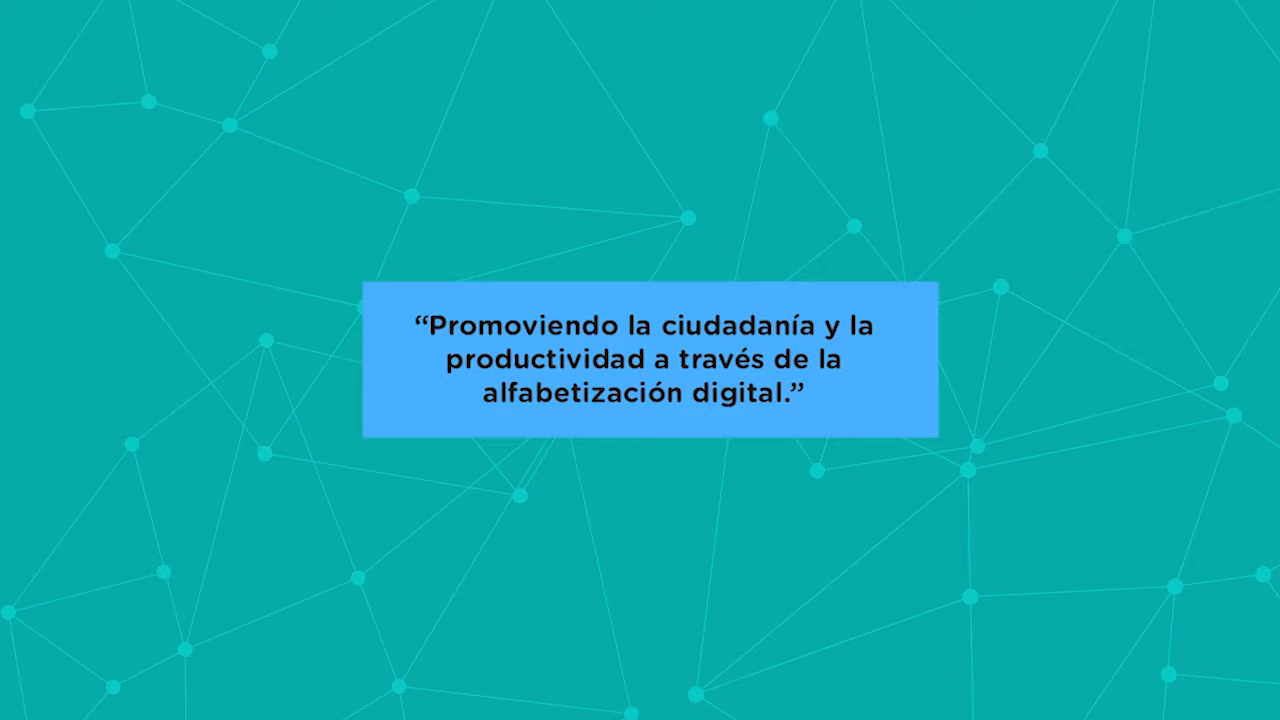 “Promoviendo la ciudadanía y la
productividad a través de la
alfabetización digital.”